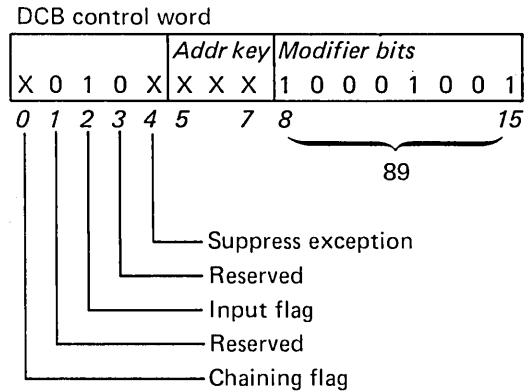 DCB control word
Addr key Modifier bits
X 0 1 0 X X X X 1 0 0 0 1 0 0 1
0 1 2 3 4 5 7 8 15
89
Suppress exception
Reserved
Input flag
Reserved
Chaining flag